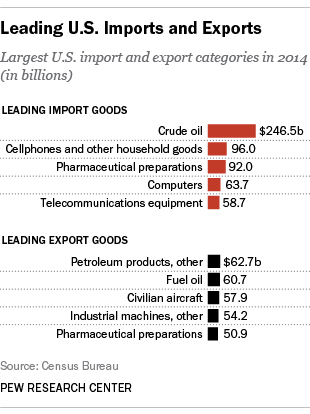 Leading U.S. Imports and Exports
Largest U.S. import and export categories in 2014
(in billions)
LEADING IMPORT GOODS
Crude oil $246.5b
Cellphones and other household goods 96.0
Pharmaceutical preparations 92.0
Computers 63.7
Telecommunications equipment 58.7
LEADING EXPORT GOODS
Petroleum products, other $62.7b
Fuel oil 60.7
Civilian aircraft 57.9
Industrial machines, other 54.2
Pharmaceutical preparations 50.9
Source: Census Bureau
PEW RESEARCH CENTER